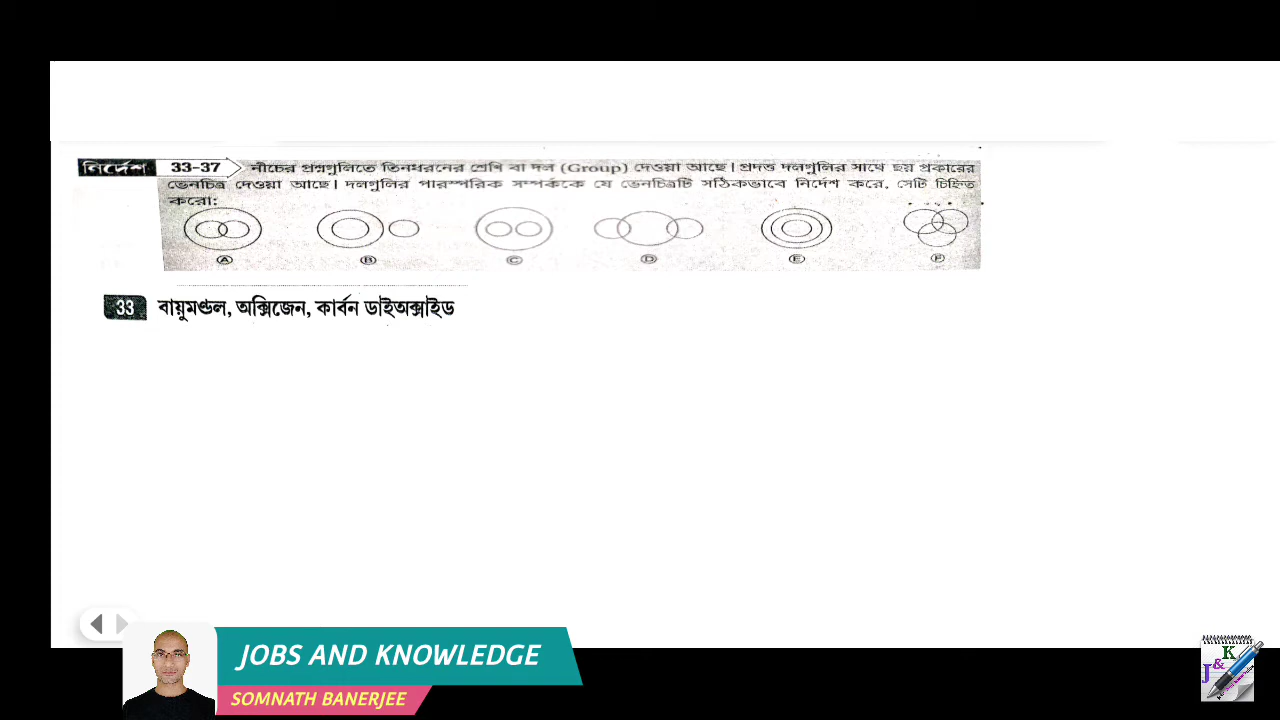 নির্দেশ 33-37 নীচের প্রশ্নগুলিতে তিনধরনের শ্রেণি বা দল (Group) দেওয়া আছে। প্রদত্ত দলগুলির সাথে ছয় প্রকারের
ভেনচিত্র দেওয়া আছে। দলগুলির পারস্পরিক সম্পর্ককে যে ভেনচিত্রটি সঠিকভাবে নির্দেশ করে, সেটি চিহ্নিত
করো:
A B C D E F
33 বায়ুমণ্ডল, অক্সিজেন, কার্বন ডাইঅক্সাইড
JOBS AND KNOWLEDGE
SOMNATH BANERJEE
J&K